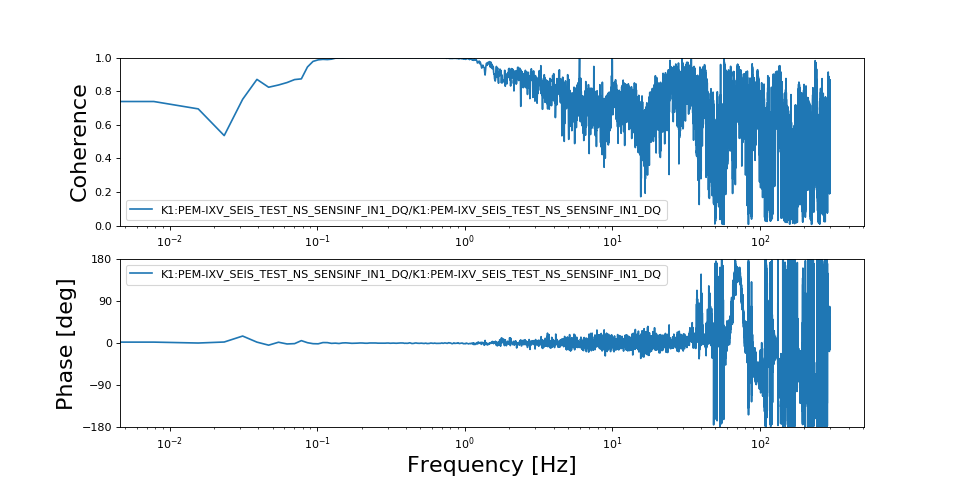 1.0
0.8
0.6
0.4
0.2
0.0
Coherence
K1:PEM-IXV_SEIS_TEST_NS_SENSINF_IN1_DQ/K1:PEM-IXV_SEIS_TEST_NS_SENSINF_IN1_DQ
10⁻² 10⁻¹ 10⁰ 10¹ 10²
180
90
0
−90
−180
Phase [deg]
K1:PEM-IXV_SEIS_TEST_NS_SENSINF_IN1_DQ/K1:PEM-IXV_SEIS_TEST_NS_SENSINF_IN1_DQ
10⁻² 10⁻¹ 10⁰ 10¹ 10²
Frequency [Hz]